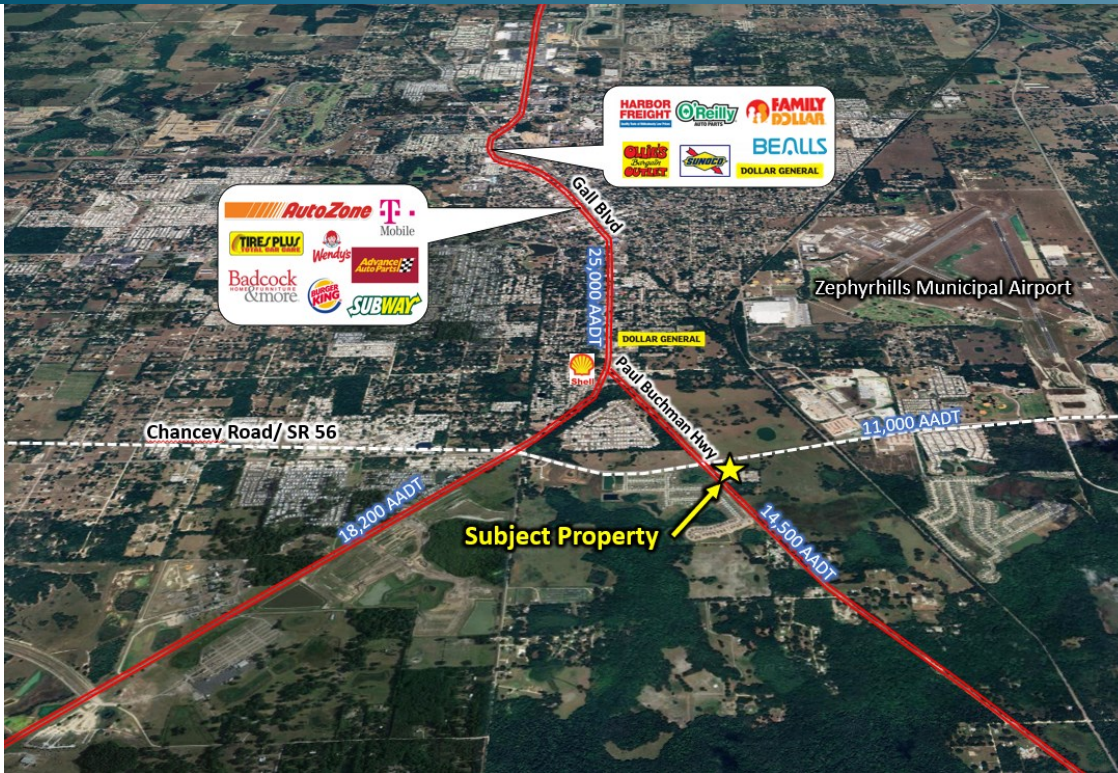 HARBOR
FREIGHT
O'Reilly
AUTO PARTS
FAMILY
DOLLAR
OLLIE'S
Bargain
OUTLET
SUNOCO
BEALLS
DOLLAR GENERAL
AutoZone
T
Mobile
TIRES PLUS
TOTAL CAR CARE
Wendy's
Advance
Auto Parts
Badcock
HOME FURNITURE
&more
BURGER
KING
SUBWAY
Gall Blvd
25,000 AADT
Zephyrhills Municipal Airport
DOLLAR GENERAL
Shell
Paul Buchman Hwy
Chancey Road/ SR 56
11,000 AADT
18,200 AADT
Subject Property
14,500 AADT